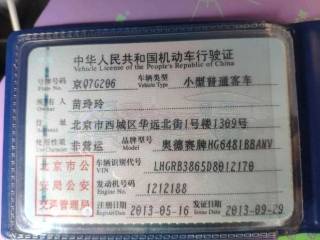 中华人民共和国机动车行驶证
Vehicle License of the People's Republic of China
号牌号码 京07G206 车辆类型 小型普通客车
Plate No. Vehicle Type
所有人 苗玲玲
住址 北京市西城区华远北街1号楼1309号
使用性质 非营运 品牌型号 奥德赛牌HG6481BBANV
北京市公 车辆识别代号 LHGRB3865D8012170
VIN
安局公安 发动机号码 1212188
Engine No.
交通管理局 注册日期 2013-05-16 发证日期 2013-09-29
Register Date Issue Date